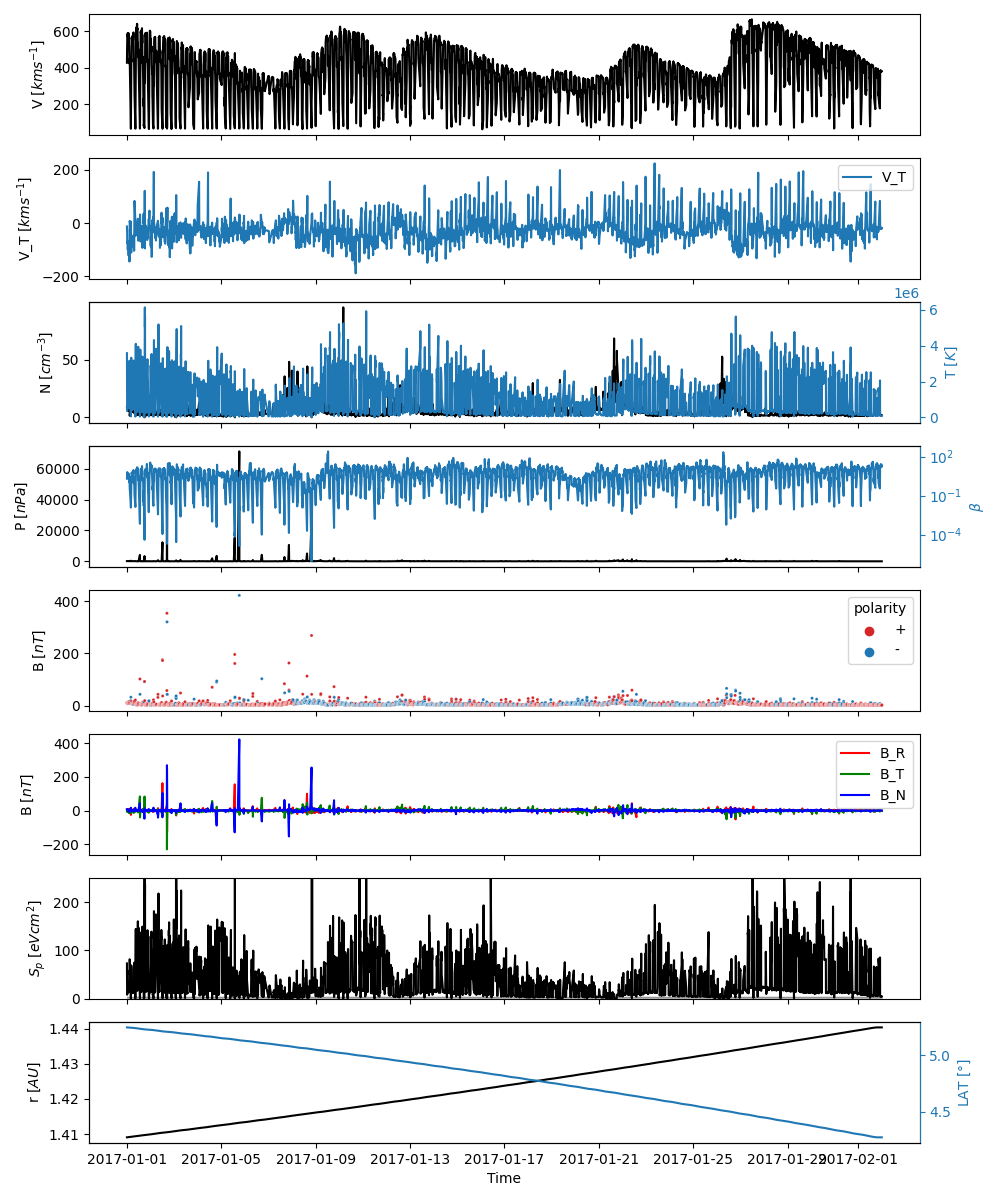 V [kms⁻¹]
600
400
200
V_T [kms⁻¹]
200
0
−200
V_T
N [cm⁻³]
50
0
1e6
6
4
2
0
T [K]
P [nPa]
60000
40000
20000
0
10²
10⁻¹
10⁻⁴
β
B [nT]
400
200
0
polarity
+
-
B [nT]
400
200
0
−200
B_R
B_T
B_N
Sₚ [eVcm²]
200
100
0
r [AU]
1.44
1.43
1.42
1.41
5.0
4.5
LAT [°]
2017-01-01 2017-01-05 2017-01-09 2017-01-13 2017-01-17 2017-01-21 2017-01-25 2017-01-29 2017-02-01
Time